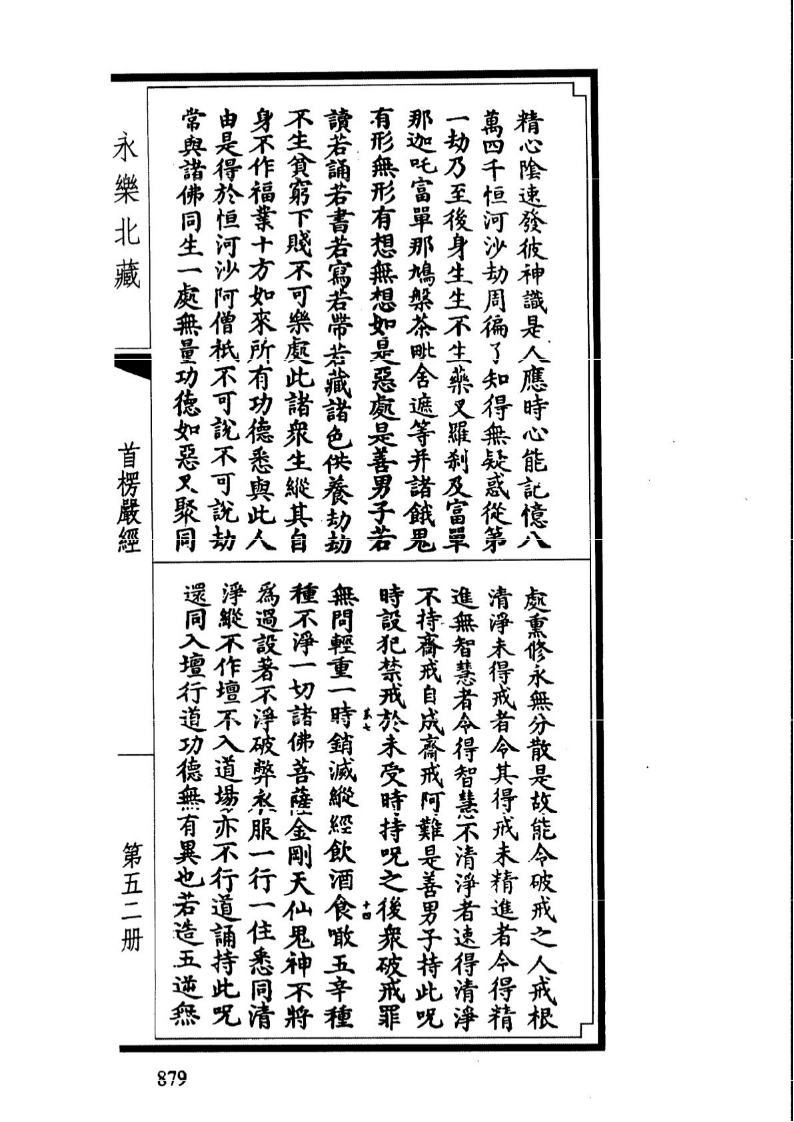 精心陰速發彼神識是人應時心能記憶八
萬四千恒河沙劫周徧了知得無疑惑從第
一劫乃至後身生生不生藥叉羅剎及富單
那迦吒富單那鳩槃茶毗舍遮等并諸餓鬼
有形無形有想無想如是惡處是善男子若
讀若誦若書若寫若帶若藏諸色供養劫劫
不生貧窮下賤不可樂處此諸衆生縱其自
身不作福業十方如來所有功德悉與此人
由是得於恒河沙阿僧祇不可說不可說劫
常與諸佛同生一處無量功德如惡叉聚同
處熏修永無分散是故能令破戒之人戒根
清淨未得戒者令其得戒未精進者令得精
進無智慧者令得智慧不清淨者速得清淨
不持齋戒自成齋戒阿難是善男子持此呪
時設犯禁戒於未受時持呪之後衆破戒罪
無問輕重一時銷滅縱經飲酒食噉五辛種
種不淨一切諸佛菩薩金剛天仙鬼神不將
爲過設著不淨破弊衣服一行一住悉同清
淨縱不作壇不入道場亦不行道誦持此呪
還同入壇行道功德無有異也若造五逆無
永樂北藏
首楞嚴經
第五二册
879